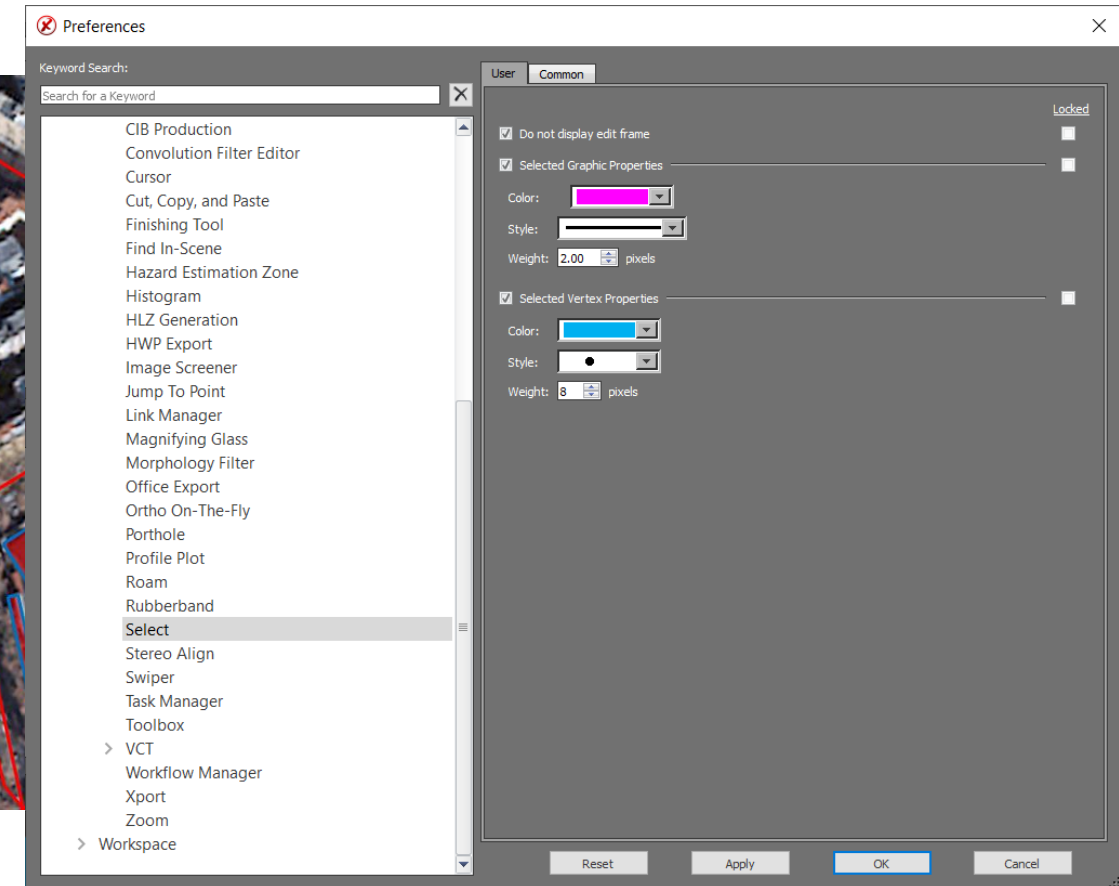 Preferences
Keyword Search:
Search for a Keyword
CIB Production
Convolution Filter Editor
Cursor
Cut, Copy, and Paste
Finishing Tool
Find In-Scene
Hazard Estimation Zone
Histogram
HLZ Generation
HWP Export
Image Screener
Jump To Point
Link Manager
Magnifying Glass
Morphology Filter
Office Export
Ortho On-The-Fly
Porthole
Profile Plot
Roam
Rubberband
Select
Stereo Align
Swiper
Task Manager
Toolbox
VCT
Workflow Manager
Xport
Zoom
Workspace
User Common
Locked
Do not display edit frame
Selected Graphic Properties
Color:
Style:
Weight: 2.00 pixels
Selected Vertex Properties
Color:
Style:
Weight: 8 pixels
Reset Apply OK Cancel